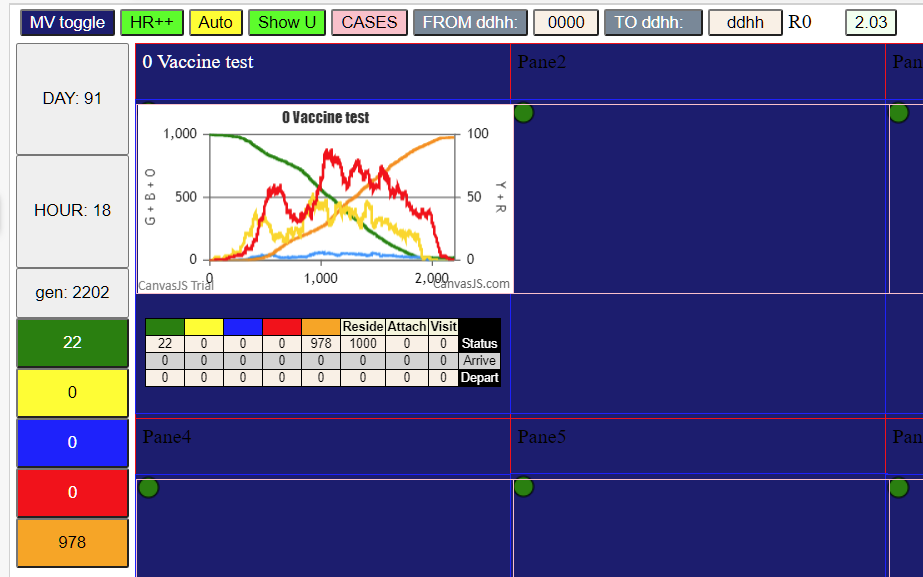 MV toggle HR++ Auto Show U CASES FROM ddhh: 0000 TO ddhh: ddhh R0 2.03
DAY: 91
HOUR: 18
gen: 2202
22
0
0
0
978
0 Vaccine test
Pane2
Pan
0 Vaccine test
1,000
500
0
G + B + O
100
50
0
Y + R
0 1,000 2,000
CanvasJS Trial
CanvasJS.com
Reside Attach Visit
22 0 0 0 978 1000 0 0 Status
0 0 0 0 0 0 0 0 Arrive
0 0 0 0 0 0 0 0 Depart
Pane4
Pane5
Pan